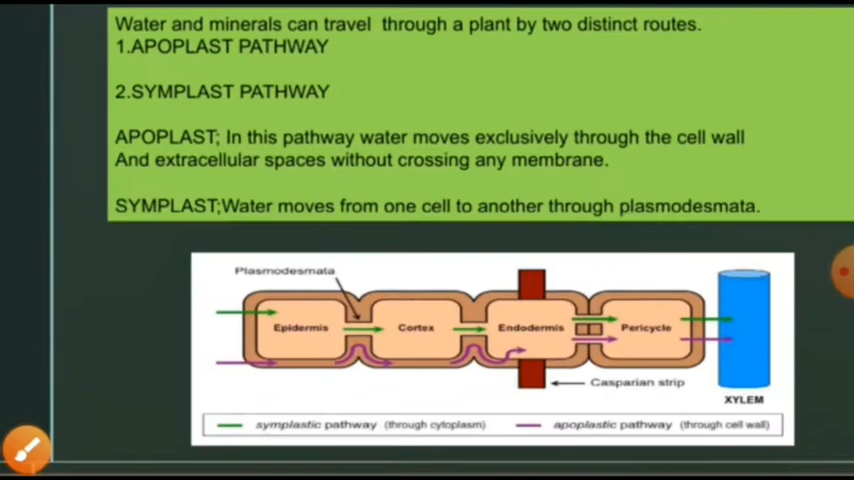 Water and minerals can travel through a plant by two distinct routes.
1.APOPLAST PATHWAY
2.SYMPLAST PATHWAY
APOPLAST; In this pathway water moves exclusively through the cell wall
And extracellular spaces without crossing any membrane.
SYMPLAST;Water moves from one cell to another through plasmodesmata.
Plasmodesmata
Epidermis
Cortex
Endodermis
Pericycle
Casparian strip
XYLEM
symplastic pathway (through cytoplasm)
apoplastic pathway (through cell wall)